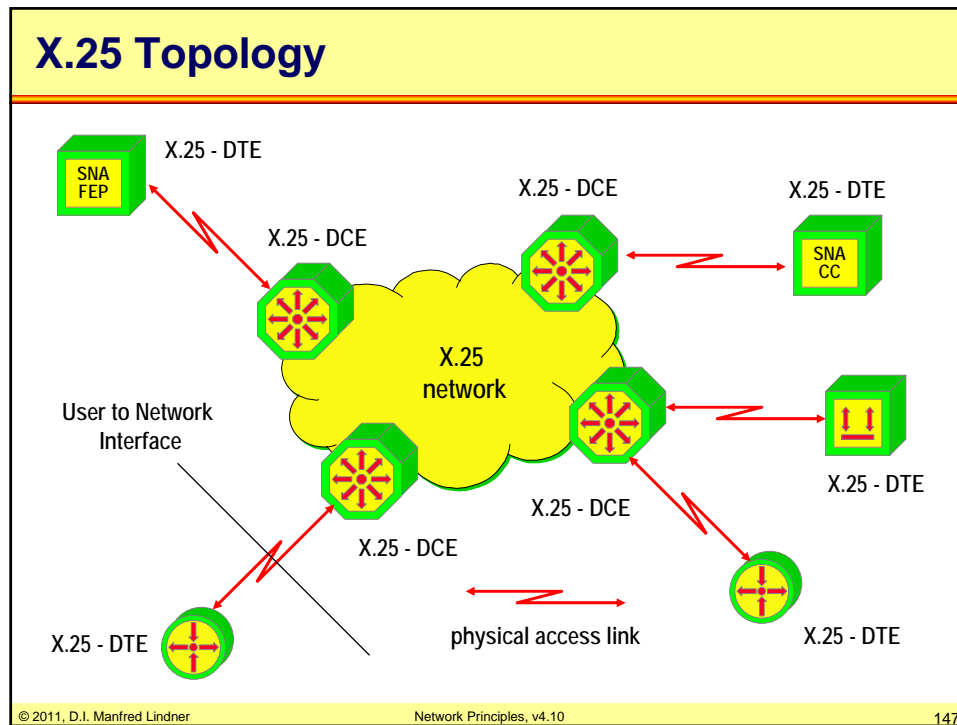 X.25 Topology
SNA
FEP
X.25 - DTE
X.25 - DCE
X.25 - DCE
X.25 - DTE
SNA
CC
X.25
network
User to Network
Interface
X.25 - DTE
X.25 - DCE
X.25 - DCE
X.25 - DTE
physical access link
X.25 - DTE
© 2011, D.I. Manfred Lindner
Network Principles, v4.10
147